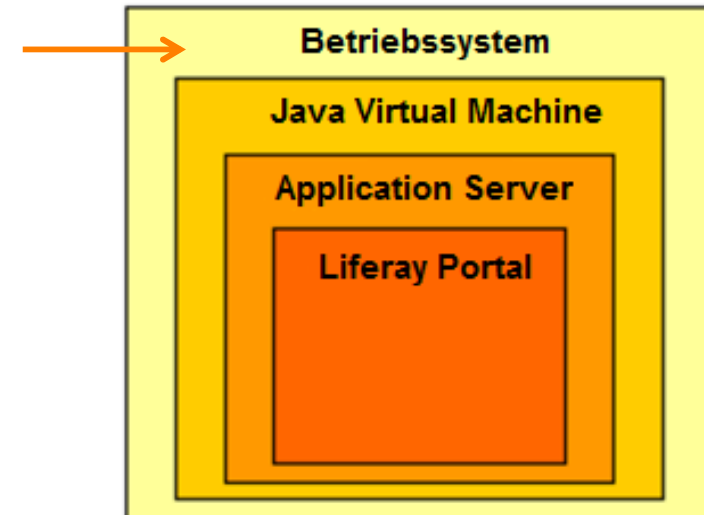 Betriebssystem
Java Virtual Machine
Application Server
Liferay Portal